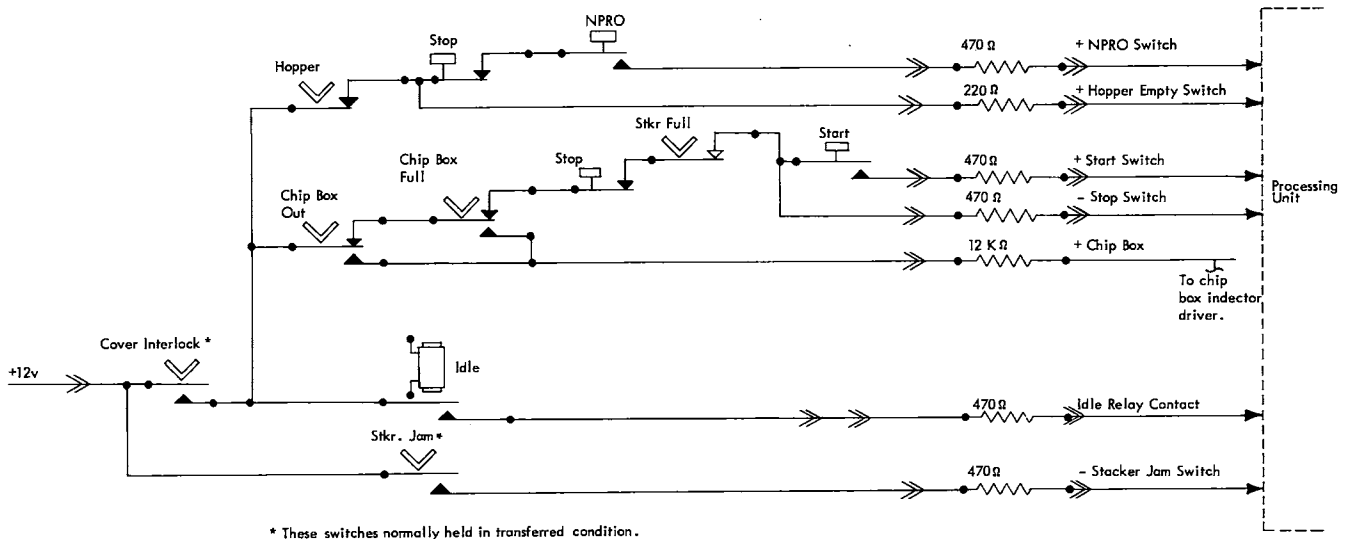 NPRO
Stop
470 Ω
+ NPRO Switch
Hopper
220 Ω
+ Hopper Empty Switch
Stkr Full
Start
Chip Box
Full
Stop
470 Ω
+ Start Switch
Processing
Unit
Chip Box
Out
470 Ω
- Stop Switch
12 K Ω
+ Chip Box
To chip
box indector
driver.
Cover Interlock *
Idle
+12v
470 Ω
Idle Relay Contact
Stkr. Jam *
470 Ω
- Stacker Jam Switch
* These switches normally held in transferred condition.